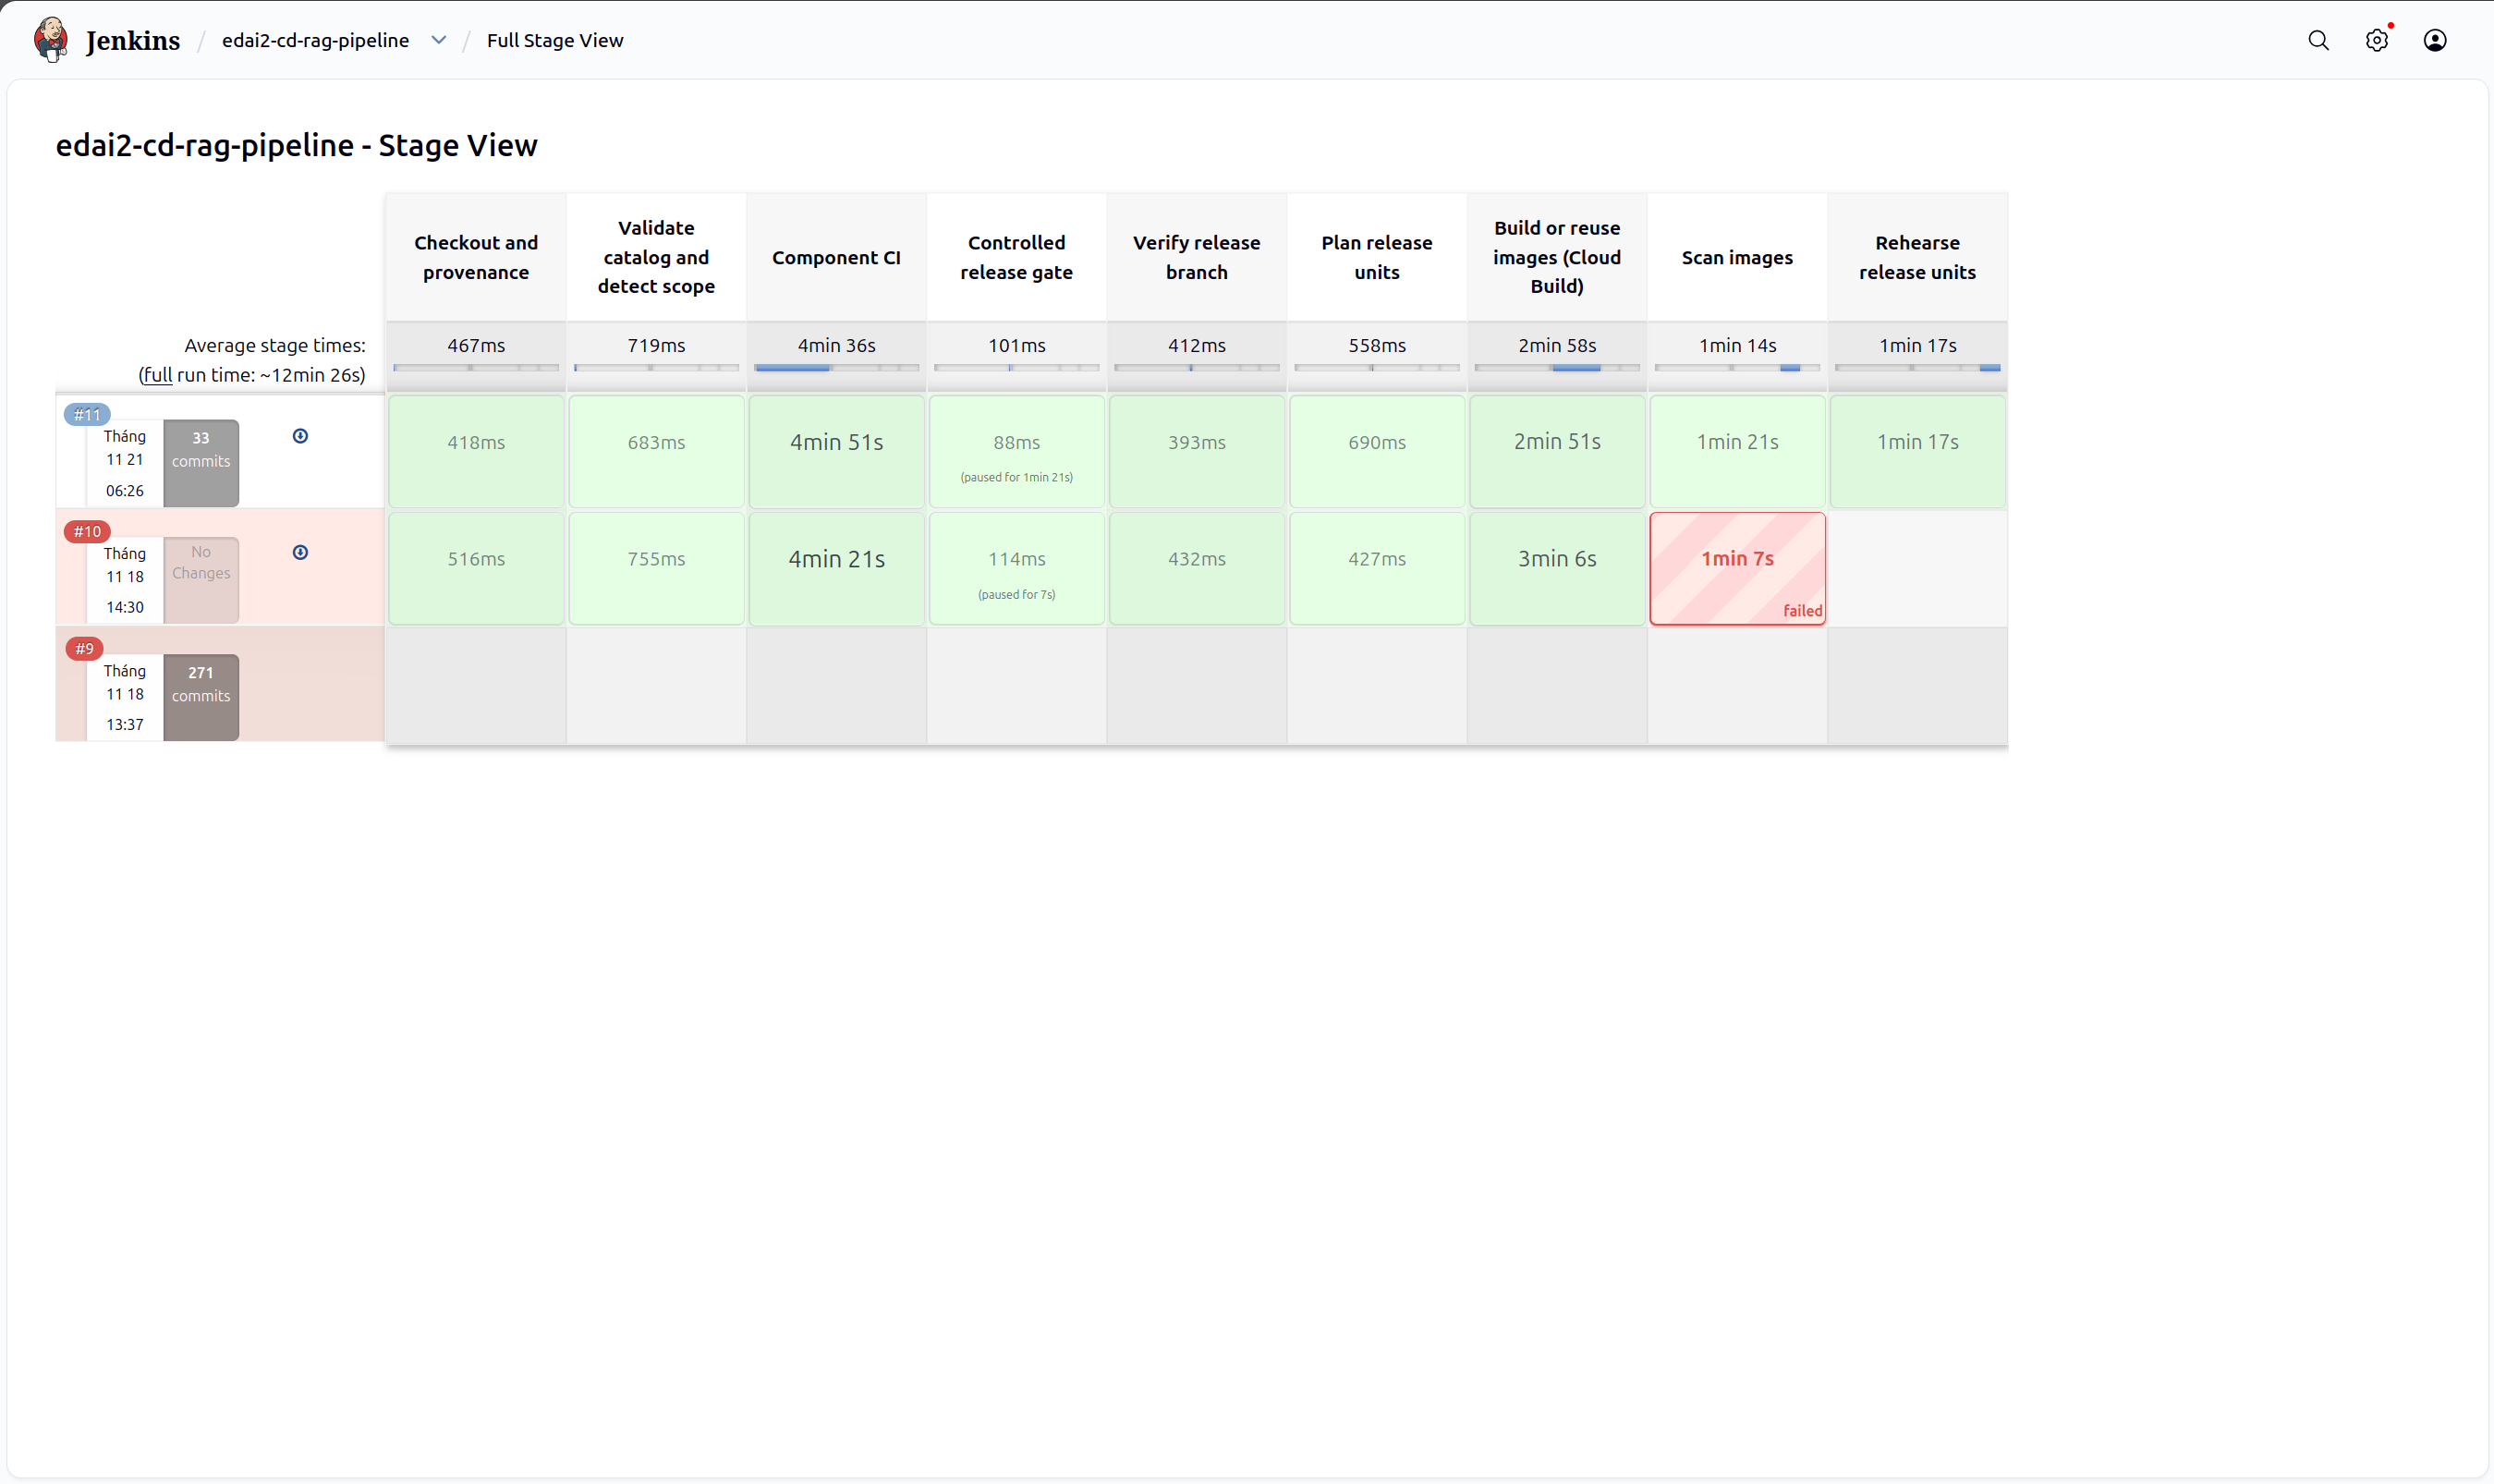 Jenkins / edai2-cd-rag-pipeline / Full Stage View
edai2-cd-rag-pipeline - Stage View
Checkout and
provenance
Validate
catalog and
detect scope
Component CI
Controlled
release gate
Verify release
branch
Plan release
units
Build or reuse
images (Cloud
Build)
Scan images
Rehearse
release units
Average stage times:
(full run time: ~12min 26s)
467ms
719ms
4min 36s
101ms
412ms
558ms
2min 58s
1min 14s
1min 17s
#11
Tháng
11 21
06:26
33
commits
418ms
683ms
4min 51s
88ms
(paused for 1min 21s)
393ms
690ms
2min 51s
1min 21s
1min 17s
#10
Tháng
11 18
14:30
No
Changes
516ms
755ms
4min 21s
114ms
(paused for 7s)
432ms
427ms
3min 6s
1min 7s
failed
#9
Tháng
11 18
13:37
271
commits